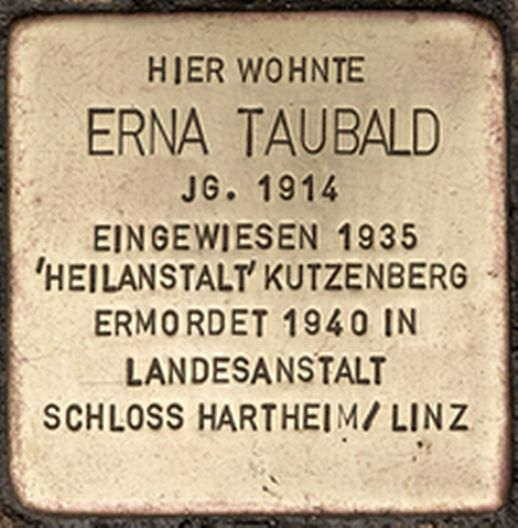 HIER WOHNTE
ERNA TAUBALD
JG. 1914
EINGEWIESEN 1935
'HEILANSTALT' KUTZENBERG
ERMORDET 1940 IN
LANDESANSTALT
SCHLOSS HARTHEIM/ LINZ